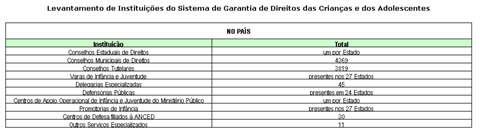 Levantamento de Instituições do Sistema de Garantia de Direitos das Crianças e dos Adolescentes
NO PAÍS
Instituição Total
Conselhos Estaduais de Direitos um por Estado
Conselhos Municipais de Direitos 4269
Conselhos Tutelares 3819
Varas de Infância e Juventude presentes nos 27 Estados
Delegacias Especializadas 45
Defensorias Públicas presentes em 24 Estados
Centros de Apoio Operacional de Infância e Juventude do Ministério Público um por Estado
Promotorias de Infância presentes nos 27 Estados
Centros de Defesa filiados à ANCED 30
Outros Serviços Especializados 11